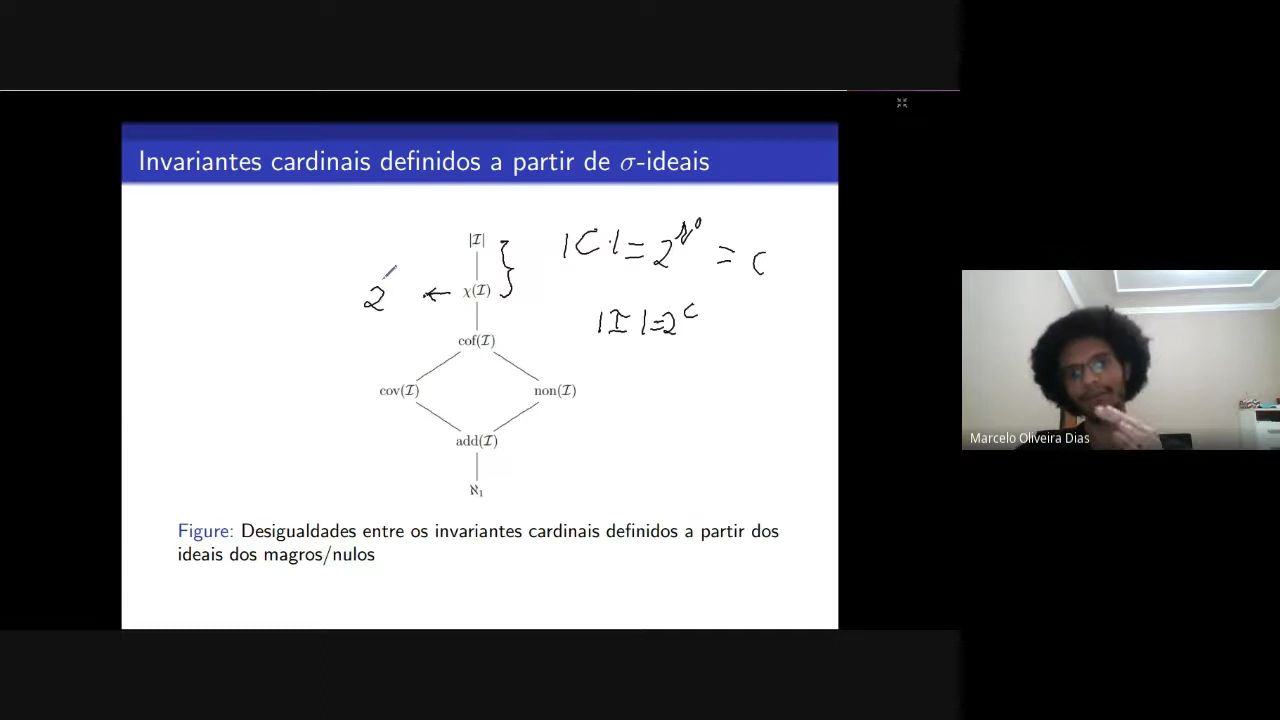 Invariantes cardinais definidos a partir de σ-ideais
|𝓘|
|C| = 2^ℵ0 = c
2 ← χ(𝓘)
|I| = 2^c
cof(𝓘)
cov(𝓘) non(𝓘)
add(𝓘)
ℵ₁
Figure: Desigualdades entre os invariantes cardinais definidos a partir dos
ideais dos magros/nulos
Marcelo Oliveira Dias